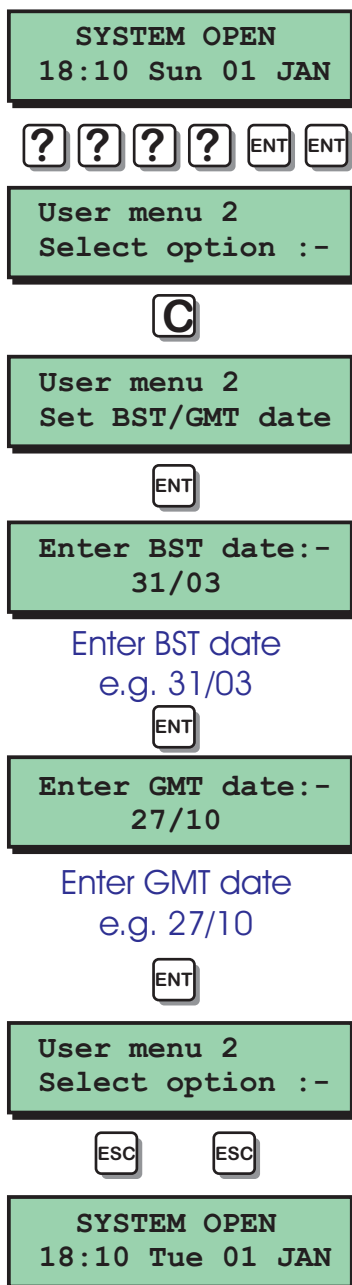 SYSTEM OPEN
18:10 Sun 01 JAN
? ? ? ? ENT ENT
User menu 2
Select option :-
C
User menu 2
Set BST/GMT date
ENT
Enter BST date:-
31/03
Enter BST date
e.g. 31/03
ENT
Enter GMT date:-
27/10
Enter GMT date
e.g. 27/10
ENT
User menu 2
Select option :-
ESC ESC
SYSTEM OPEN
18:10 Tue 01 JAN